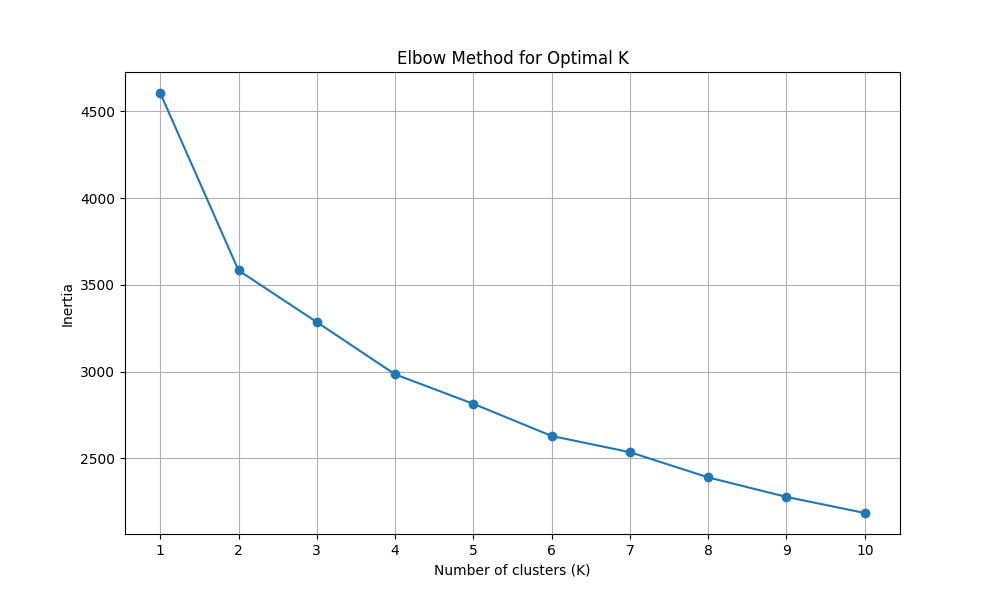 Elbow Method for Optimal K
4500
4000
3500
3000
2500
Inertia
1 2 3 4 5 6 7 8 9 10
Number of clusters (K)